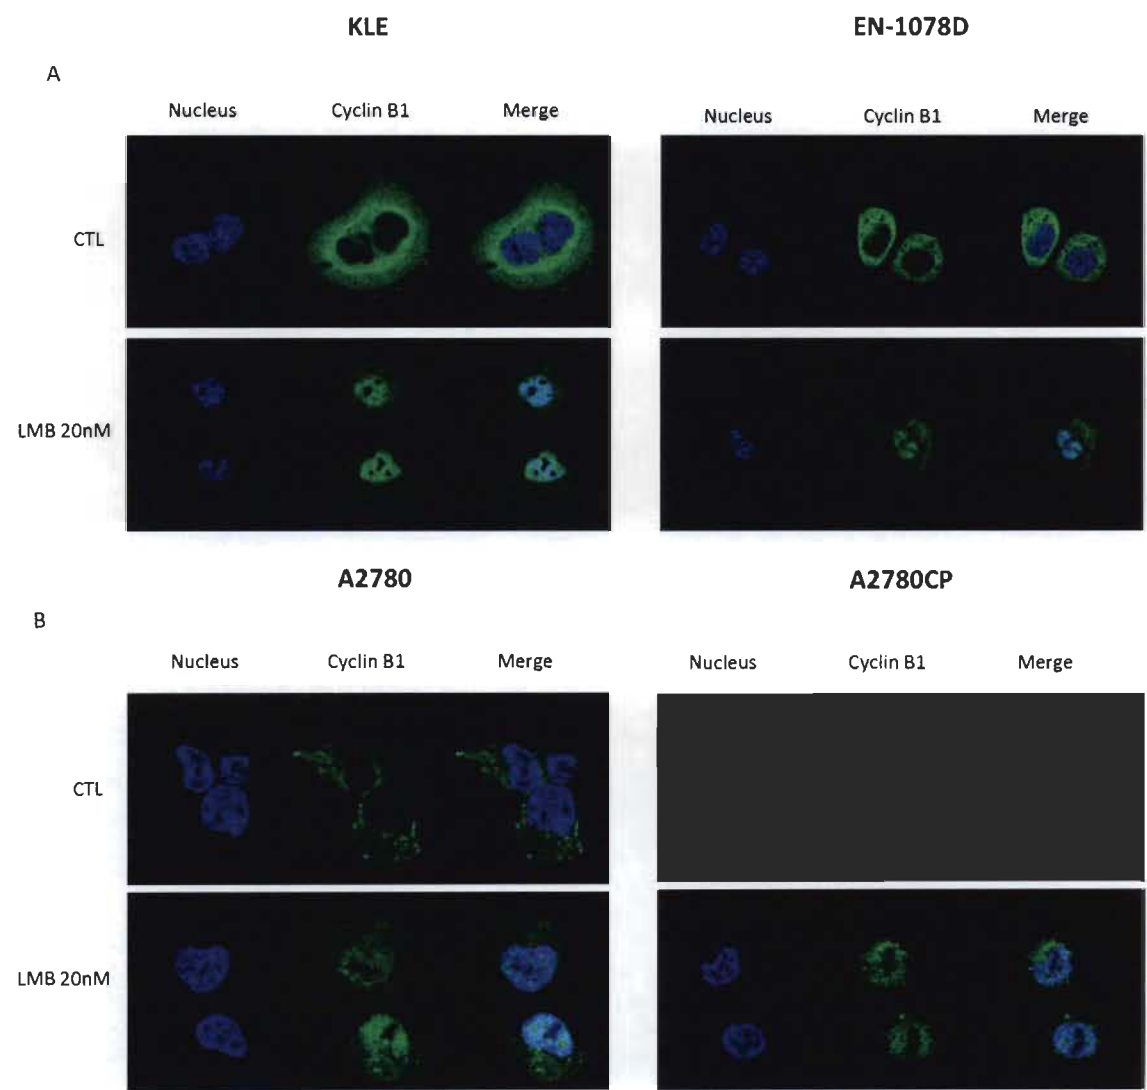 KLE EN-1078D
A
Nucleus Cyclin B1 Merge Nucleus Cyclin B1 Merge
CTL
LMB 20nM
A2780 A2780CP
B
Nucleus Cyclin B1 Merge Nucleus Cyclin B1 Merge
CTL
LMB 20nM